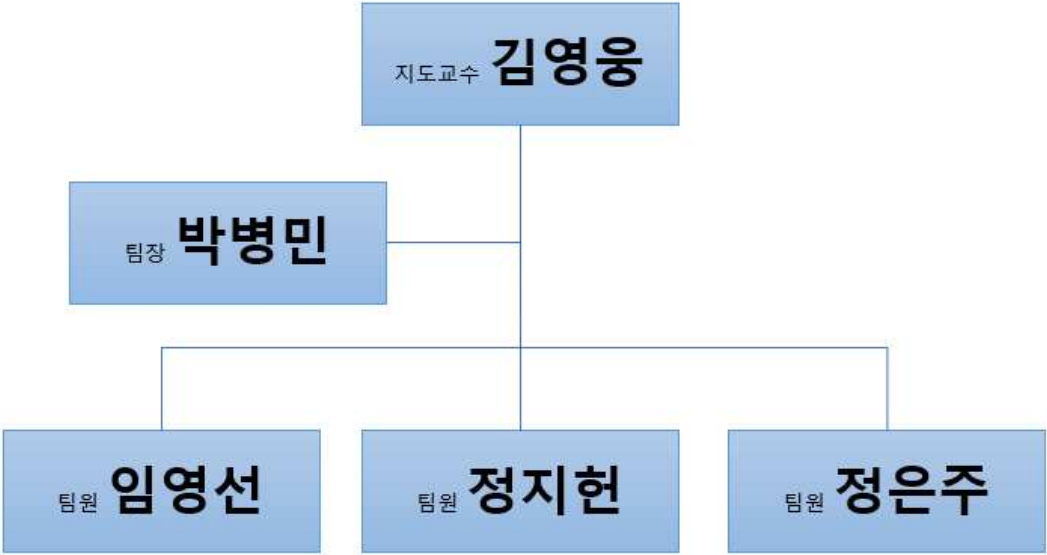 지도교수 김영웅
팀장 박병민
팀원 임영선
팀원 정지헌
팀원 정은주